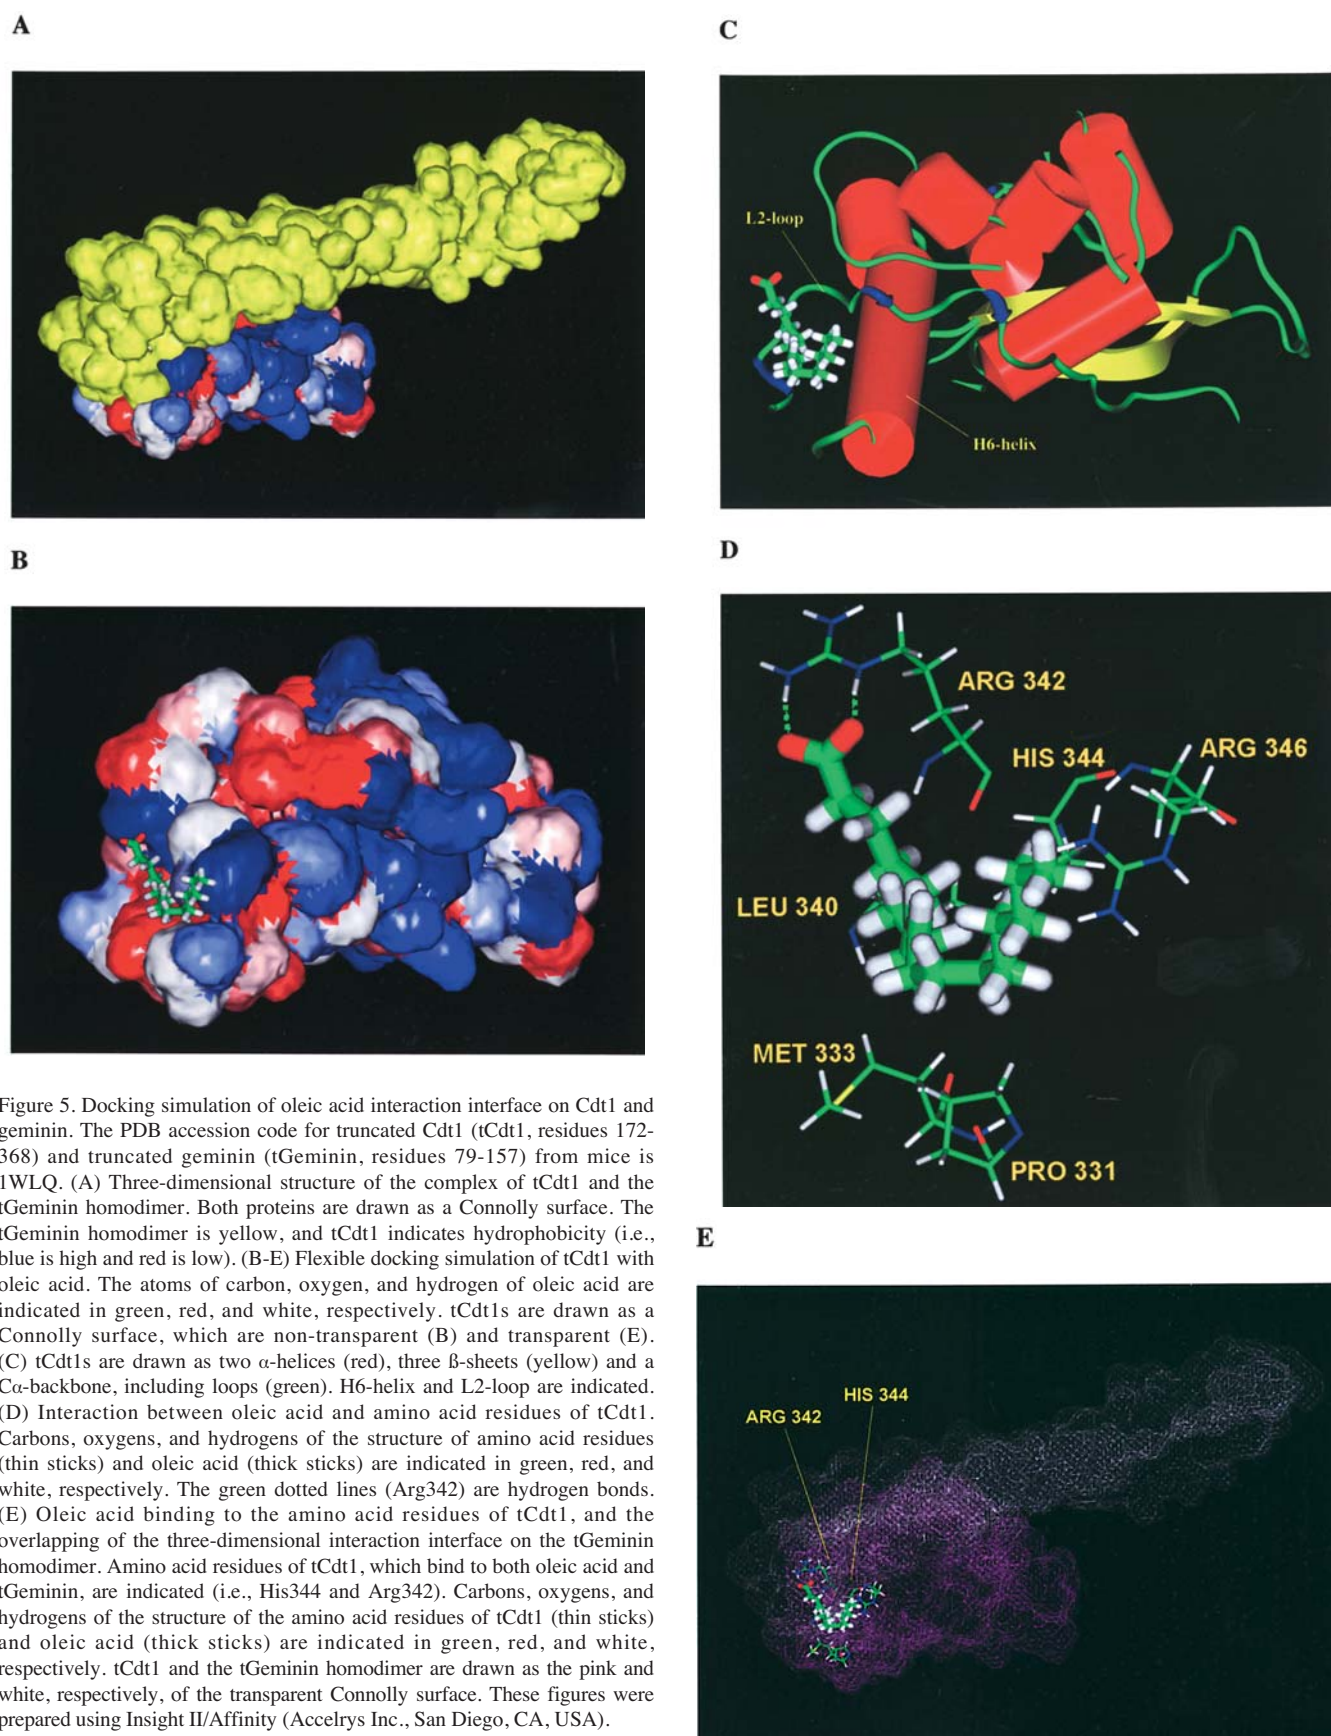 A
C
L2-loop
H6-helix
B
D
ARG 342
HIS 344
ARG 346
LEU 340
MET 333
PRO 331
E
HIS 344
ARG 342
Figure 5. Docking simulation of oleic acid interaction interface on Cdt1 and
geminin. The PDB accession code for truncated Cdt1 (tCdt1, residues 172-
368) and truncated geminin (tGeminin, residues 79-157) from mice is
1WLQ. (A) Three-dimensional structure of the complex of tCdt1 and the
tGeminin homodimer. Both proteins are drawn as a Connolly surface. The
tGeminin homodimer is yellow, and tCdt1 indicates hydrophobicity (i.e.,
blue is high and red is low). (B-E) Flexible docking simulation of tCdt1 with
oleic acid. The atoms of carbon, oxygen, and hydrogen of oleic acid are
indicated in green, red, and white, respectively. tCdt1s are drawn as a
Connolly surface, which are non-transparent (B) and transparent (E).
(C) tCdt1s are drawn as two α-helices (red), three ß-sheets (yellow) and a
Cα-backbone, including loops (green). H6-helix and L2-loop are indicated.
(D) Interaction between oleic acid and amino acid residues of tCdt1.
Carbons, oxygens, and hydrogens of the structure of amino acid residues
(thin sticks) and oleic acid (thick sticks) are indicated in green, red, and
white, respectively. The green dotted lines (Arg342) are hydrogen bonds.
(E) Oleic acid binding to the amino acid residues of tCdt1, and the
overlapping of the three-dimensional interaction interface on the tGeminin
homodimer. Amino acid residues of tCdt1, which bind to both oleic acid and
tGeminin, are indicated (i.e., His344 and Arg342). Carbons, oxygens, and
hydrogens of the structure of the amino acid residues of tCdt1 (thin sticks)
and oleic acid (thick sticks) are indicated in green, red, and white,
respectively. tCdt1 and the tGeminin homodimer are drawn as the pink and
white, respectively, of the transparent Connolly surface. These figures were
prepared using Insight II/Affinity (Accelrys Inc., San Diego, CA, USA).